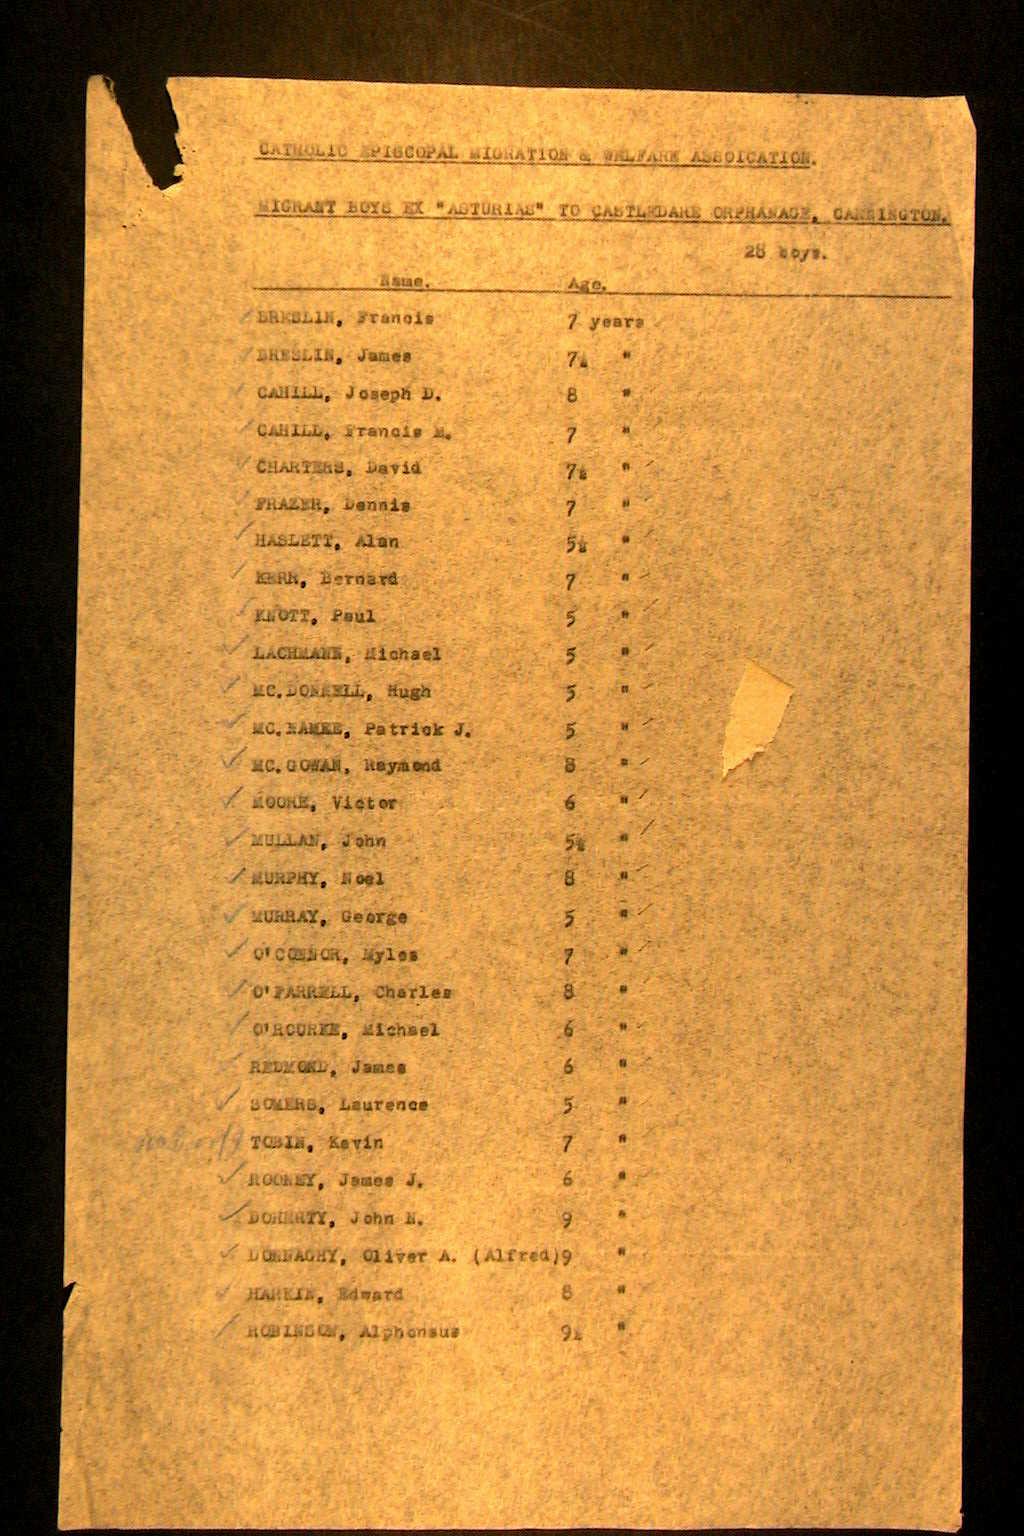 CATHOLIC EPISCOPAL MIGRATION & WELFARE ASSOICATION.
MIGRANT BOYS EX "ASTURIAS" TO CASTLEDARE ORPHANAGE, CANNINGTON.
28 boys.
Name. Age.
BRESLIN, Francis 7 years
BRESLIN, James 7½ "
CAHILL, Joseph D. 8 "
CAHILL, Francis M. 7 "
CHARTERS, David 7½ "
FRAZER, Dennis 7 "
HASLETT, Alan 5½ "
KERR, Bernard 7 "
KNOTT, Paul 5 "
LACHMANN, Michael 5 "
MC.DONNELL, Hugh 5 "
MC.NAMEE, Patrick J. 5 "
MC.GOWAN, Raymond 8 "
MOORE, Victor 6 "
MULLAN, John 5½ "
MURPHY, Noel 8 "
MURRAY, George 5 "
O'CONNOR, Myles 7 "
O'FARRELL, Charles 8 "
O'ROURKE, Michael 6 "
REDMOND, James 6 "
SOMERS, Laurence 5 "
TOBIN, Kevin 7 "
ROONEY, James J. 6 "
DOHERTY, John N. 9 "
DONNAGHY, Oliver A. (Alfred)9 "
HARKIN, Edward 8 "
ROBINSON, Alphonsus 9½ "